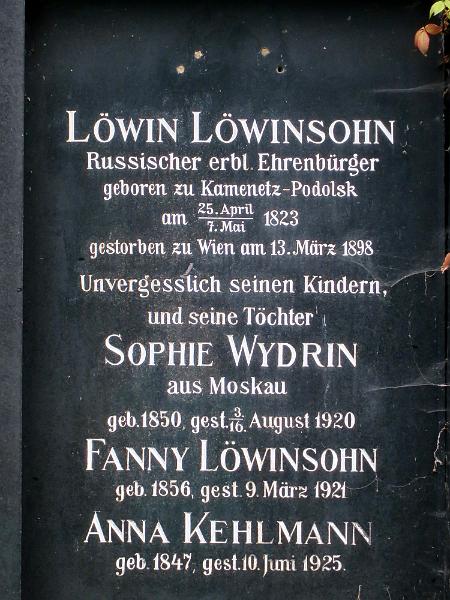 LÖWIN LÖWINSOHN
Russischer erbl. Ehrenbürger
geboren zu Kamenetz-Podolsk
am 25. April / 7. Mai 1823
gestorben zu Wien am 13. März 1898
Unvergesslich seinen Kindern,
und seine Töchter
SOPHIE WYDRIN
aus Moskau
geb. 1850, gest. 3/16. August 1920
FANNY LÖWINSOHN
geb. 1856, gest. 9. März 1921
ANNA KEHLMANN
geb. 1847, gest. 10. Juni 1925.